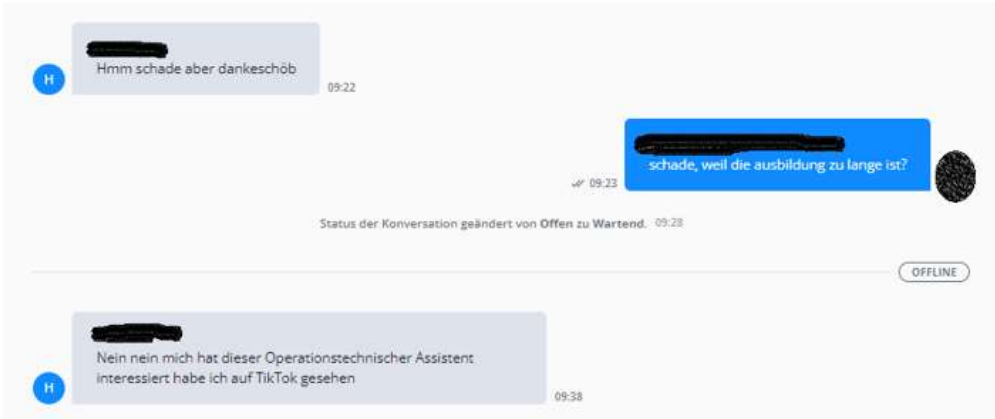 H
Hmm schade aber dankeschöb
09:22
schade, weil die ausbildung zu lange ist?
09:23
Status der Konversation geändert von Offen zu Wartend. 09:28
OFFLINE
H
Nein nein mich hat dieser Operationstechnischer Assistent
interessiert habe ich auf TikTok gesehen
09:38